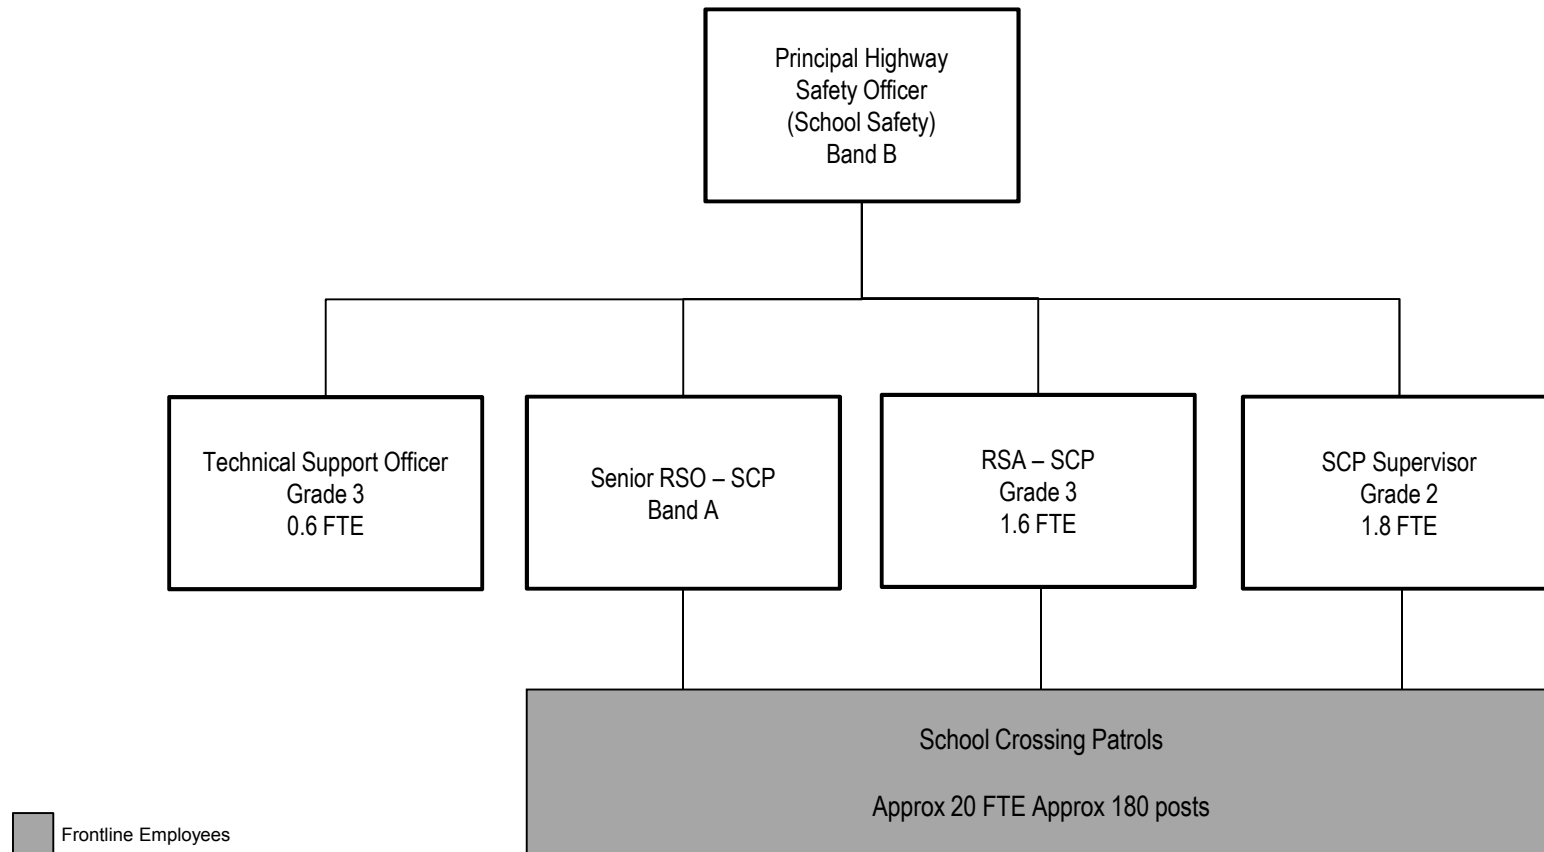 Principal Highway
Safety Officer
(School Safety)
Band B
Technical Support Officer
Grade 3
0.6 FTE
Senior RSO – SCP
Band A
RSA – SCP
Grade 3
1.6 FTE
SCP Supervisor
Grade 2
1.8 FTE
School Crossing Patrols
Approx 20 FTE Approx 180 posts
Frontline Employees